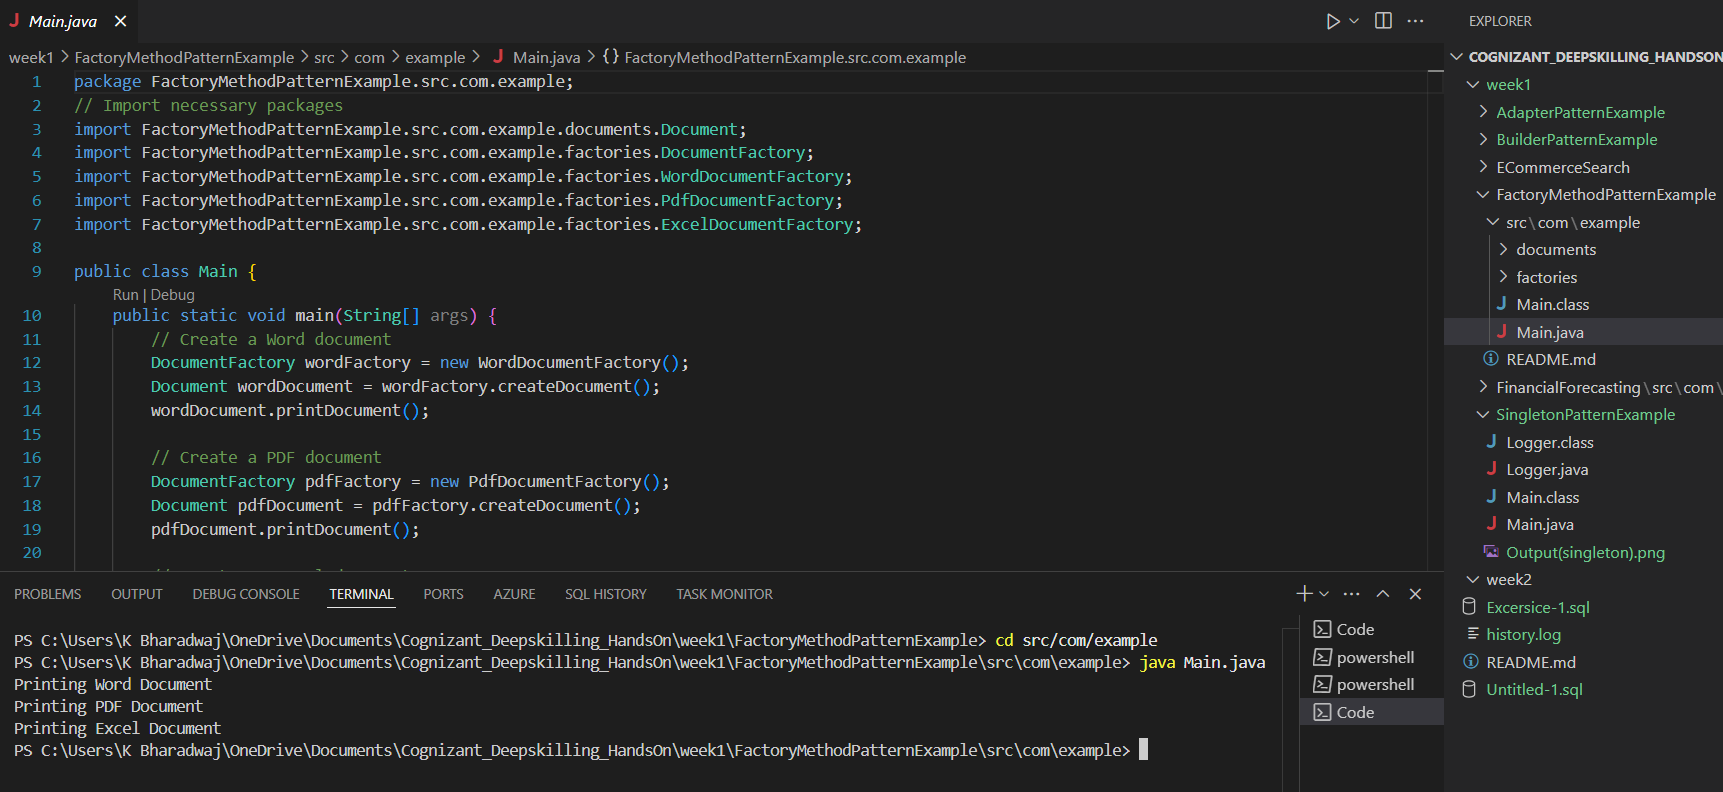 Main.java
week1 > FactoryMethodPatternExample > src > com > example > Main.java > {} FactoryMethodPatternExample.src.com.example
1 package FactoryMethodPatternExample.src.com.example;
2 // Import necessary packages
3 import FactoryMethodPatternExample.src.com.example.documents.Document;
4 import FactoryMethodPatternExample.src.com.example.factories.DocumentFactory;
5 import FactoryMethodPatternExample.src.com.example.factories.WordDocumentFactory;
6 import FactoryMethodPatternExample.src.com.example.factories.PdfDocumentFactory;
7 import FactoryMethodPatternExample.src.com.example.factories.ExcelDocumentFactory;
8
9 public class Main {
Run | Debug
10 public static void main(String[] args) {
11 // Create a Word document
12 DocumentFactory wordFactory = new WordDocumentFactory();
13 Document wordDocument = wordFactory.createDocument();
14 wordDocument.printDocument();
15
16 // Create a PDF document
17 DocumentFactory pdfFactory = new PdfDocumentFactory();
18 Document pdfDocument = pdfFactory.createDocument();
19 pdfDocument.printDocument();
20
PROBLEMS OUTPUT DEBUG CONSOLE TERMINAL PORTS AZURE SQL HISTORY TASK MONITOR
PS C:\Users\K Bharadwaj\OneDrive\Documents\Cognizant_Deepskilling_HandsOn\week1\FactoryMethodPatternExample> cd src/com/example
PS C:\Users\K Bharadwaj\OneDrive\Documents\Cognizant_Deepskilling_HandsOn\week1\FactoryMethodPatternExample\src\com\example> java Main.java
Printing Word Document
Printing PDF Document
Printing Excel Document
PS C:\Users\K Bharadwaj\OneDrive\Documents\Cognizant_Deepskilling_HandsOn\week1\FactoryMethodPatternExample\src\com\example>
Code
powershell
powershell
Code
EXPLORER
COGNIZANT_DEEPSKILLING_HANDSON
week1
AdapterPatternExample
BuilderPatternExample
ECommerceSearch
FactoryMethodPatternExample
src\com\example
documents
factories
Main.class
Main.java
README.md
FinancialForecasting\src\com\
SingletonPatternExample
Logger.class
Logger.java
Main.class
Main.java
Output(singleton).png
week2
Excersice-1.sql
history.log
README.md
Untitled-1.sql